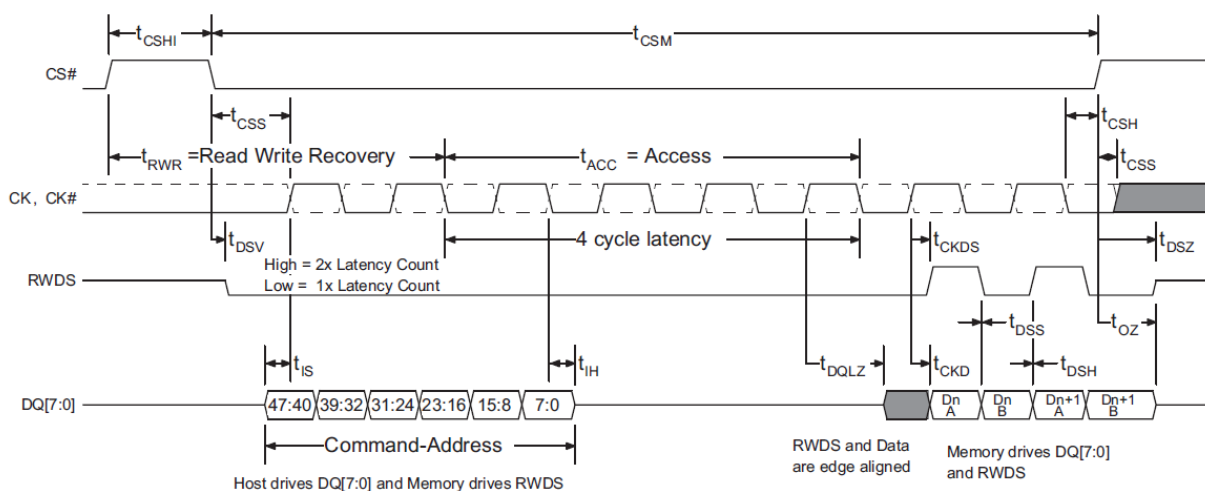 tCSHI
tCSM
CS#
tCSS
tCSH
tRWR =Read Write Recovery
tACC = Access
tCSS
CK, CK#
tDSV
4 cycle latency
tCKDS
tDSZ
High = 2x Latency Count
Low = 1x Latency Count
RWDS
tDSS
tOZ
tIS
tIH
tDQLZ
tCKD
tDSH
DQ[7:0]
47:40 39:32 31:24 23:16 15:8 7:0
Dn A
Dn B
Dn+1 A
Dn+1 B
Command-Address
RWDS and Data
are edge aligned
Memory drives DQ[7:0]
and RWDS
Host drives DQ[7:0] and Memory drives RWDS